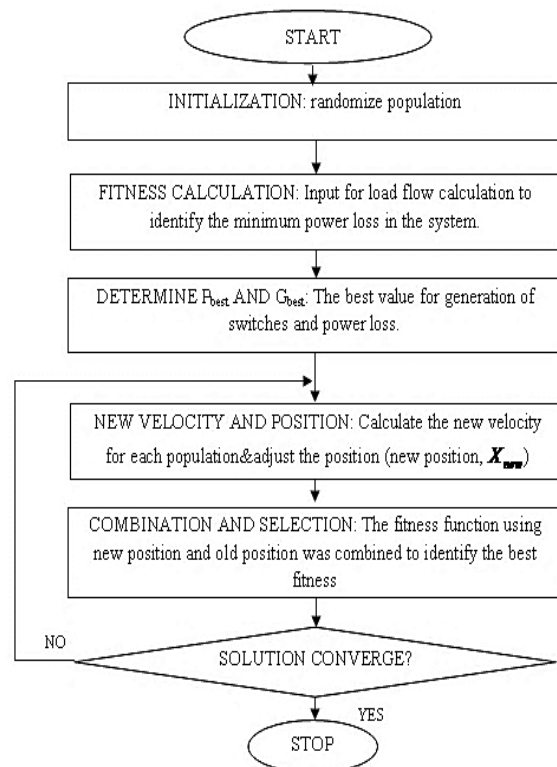 START
INITIALIZATION: randomize population
FITNESS CALCULATION: Input for load flow calculation to
identify the minimum power loss in the system.
DETERMINE Pbest AND Gbest: The best value for generation of
switches and power loss.
NEW VELOCITY AND POSITION: Calculate the new velocity
for each population&adjust the position (new position, Xnew)
COMBINATION AND SELECTION: The fitness function using
new position and old position was combined to identify the best
fitness
NO
SOLUTION CONVERGE?
YES
STOP